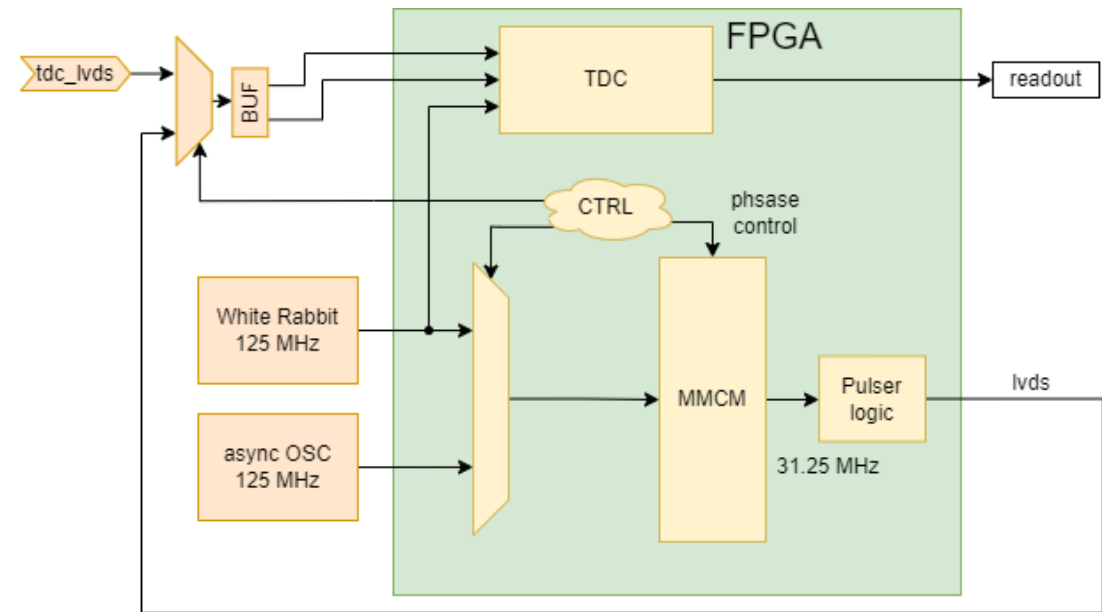 FPGA
tdc_lvds
BUF
TDC
readout
CTRL
phsase
control
White Rabbit
125 MHz
MMCM
Pulser
logic
lvds
async OSC
125 MHz
31.25 MHz